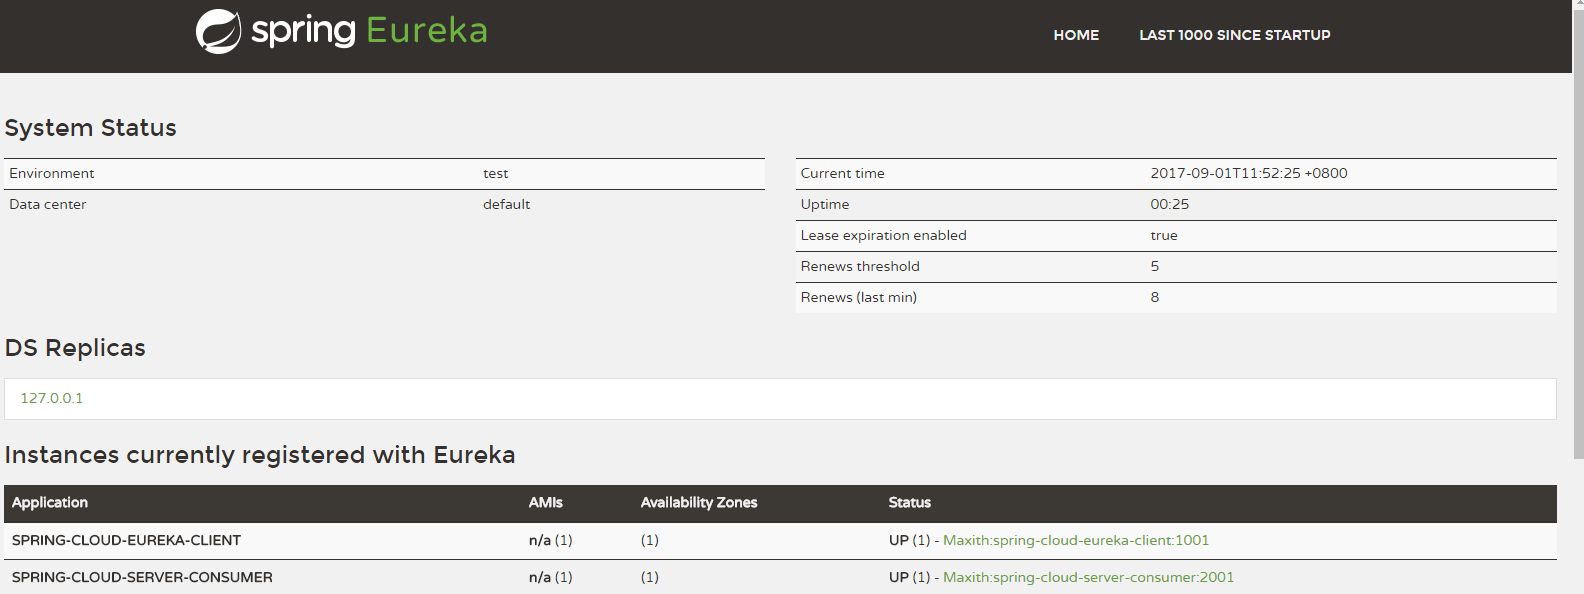 spring Eureka
HOME LAST 1000 SINCE STARTUP
System Status
Environment test
Data center default
Current time 2017-09-01T11:52:25 +0800
Uptime 00:25
Lease expiration enabled true
Renews threshold 5
Renews (last min) 8
DS Replicas
127.0.0.1
Instances currently registered with Eureka
Application AMIs Availability Zones Status
SPRING-CLOUD-EUREKA-CLIENT n/a (1) (1) UP (1) - Maxith:spring-cloud-eureka-client:1001
SPRING-CLOUD-SERVER-CONSUMER n/a (1) (1) UP (1) - Maxith:spring-cloud-server-consumer:2001